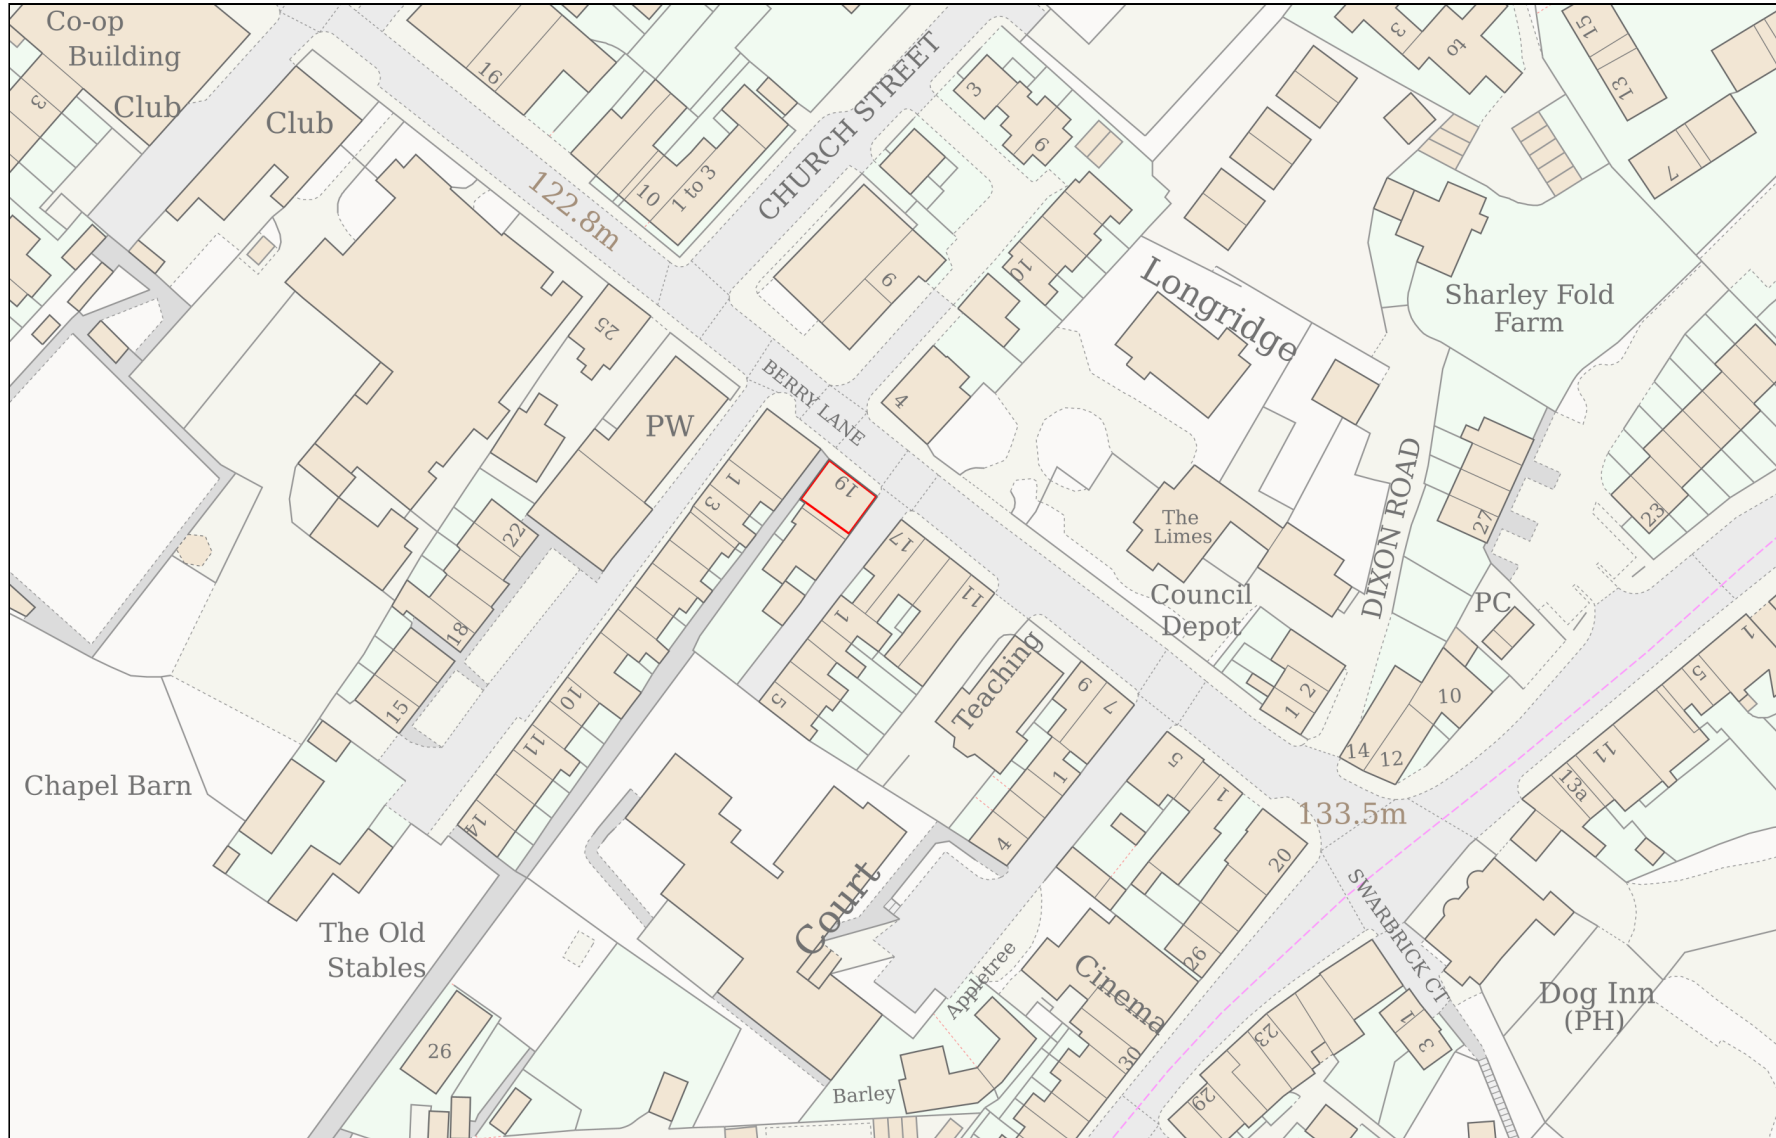 Co-op
Building
Club
Club
3
16
10
1 to 3
CHURCH STREET
122.8m
3
9
3
to
15
13
7
9
10
Longridge
Sharley Fold
Farm
25
PW
BERRY LANE
4
19
1
3
22
18
15
17
11
1
5
The
Limes
Council
Depot
DIXON ROAD
27
23
PC
Teaching
9
7
1
4
10
11
14
1
2
14
12
10
133.5m
5
1
20
26
1
5
11
13a
Chapel Barn
The Old
Stables
26
Court
Appletree
Cinema
30
Barley
SWARBRICK CT
23
29
1
3
Dog Inn
(PH)